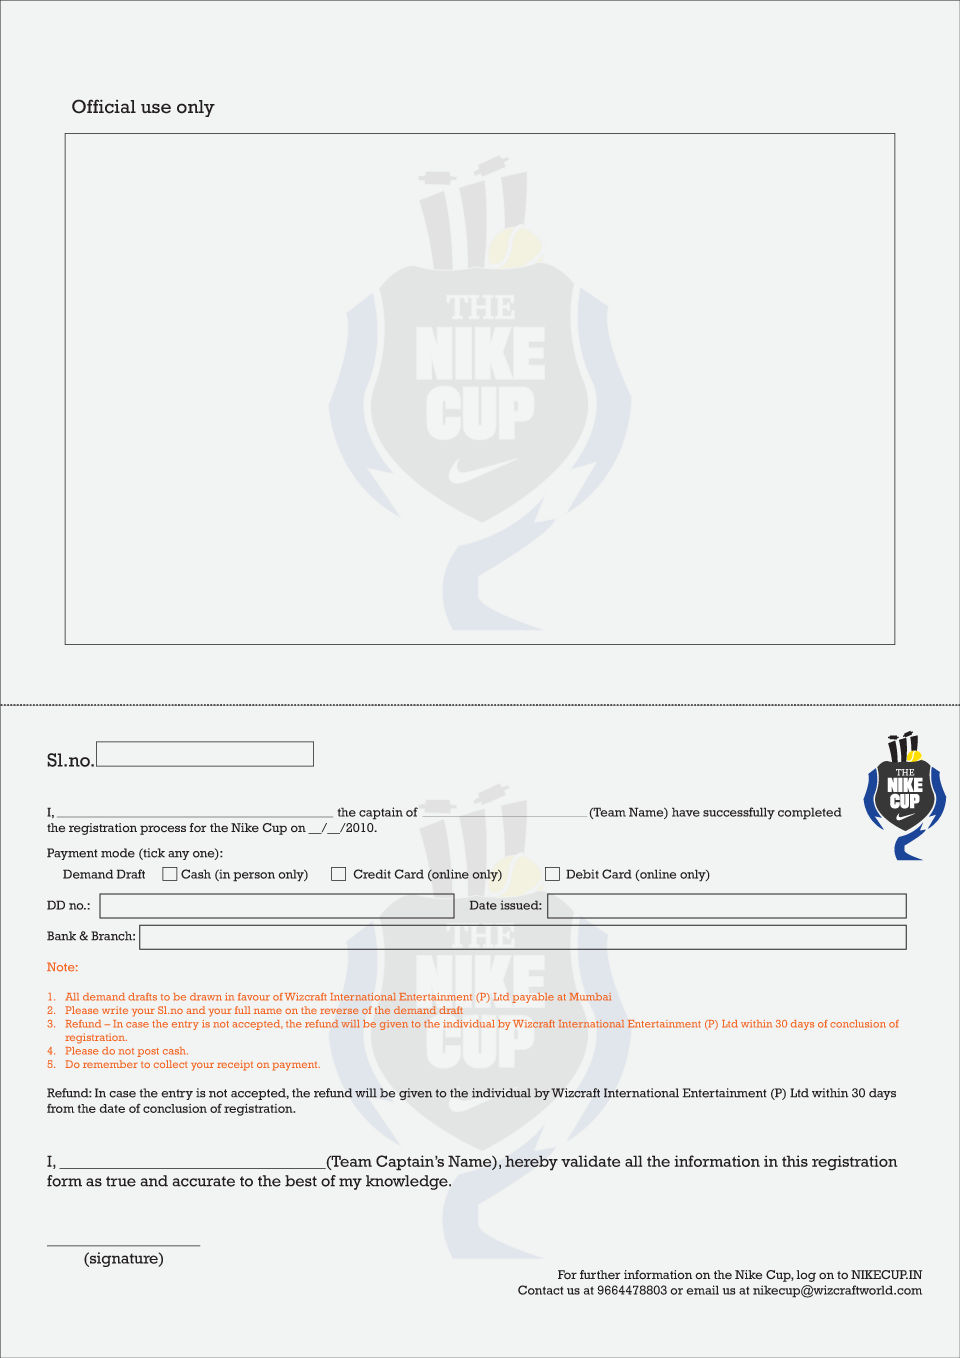 Official use only
THE
NIKE
CUP
Sl.no.
THE
NIKE
CUP
I, ______________________ the captain of ______________________ (Team Name) have successfully completed
the registration process for the Nike Cup on __/__/2010.
Payment mode (tick any one):
Demand Draft Cash (in person only) Credit Card (online only) Debit Card (online only)
DD no.: Date issued:
Bank & Branch:
THE
NIKE
CUP
Note:
1. All demand drafts to be drawn in favour of Wizcraft International Entertainment (P) Ltd payable at Mumbai
2. Please write your Sl.no and your full name on the reverse of the demand draft
3. Refund – In case the entry is not accepted, the refund will be given to the individual by Wizcraft International Entertainment (P) Ltd within 30 days of conclusion of
registration.
4. Please do not post cash.
5. Do remember to collect your receipt on payment.
Refund: In case the entry is not accepted, the refund will be given to the individual by Wizcraft International Entertainment (P) Ltd within 30 days
from the date of conclusion of registration.
I, ______________________(Team Captain's Name), hereby validate all the information in this registration
form as true and accurate to the best of my knowledge.
______________________
(signature)
For further information on the Nike Cup, log on to NIKECUP.IN
Contact us at 9664478803 or email us at nikecup@wizcraftworld.com